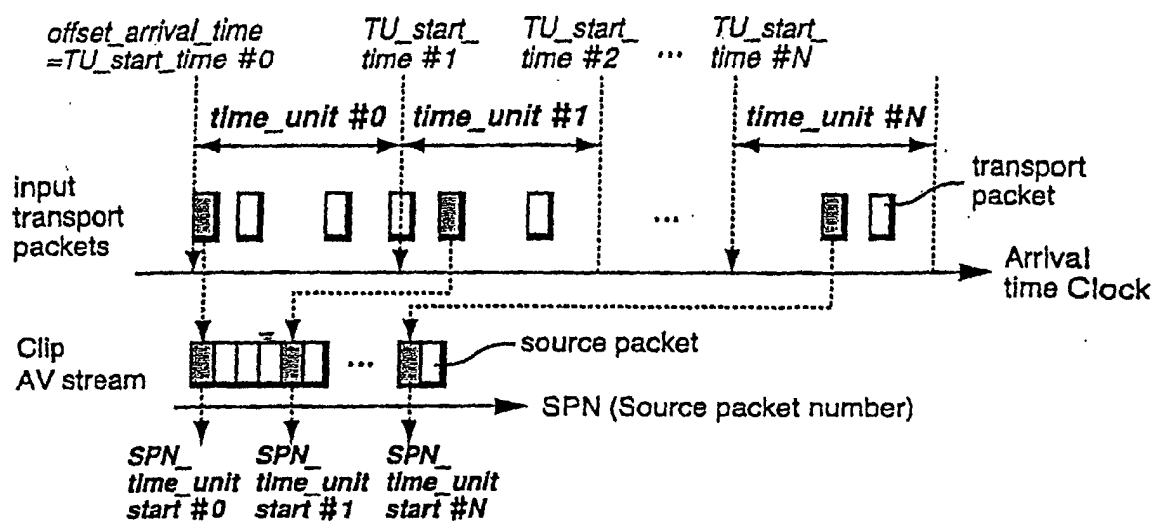 offset_arrival_time
=TU_start_time #0
TU_start_
time #1
TU_start_
time #2
...
TU_start_
time #N
time_unit #0
time_unit #1
time_unit #N
input
transport
packets
...
transport
packet
Arrival
time Clock
Clip
AV stream
...
source packet
SPN (Source packet number)
SPN_
time_unit
start #0
SPN_
time_unit
start #1
SPN_
time_unit
start #N